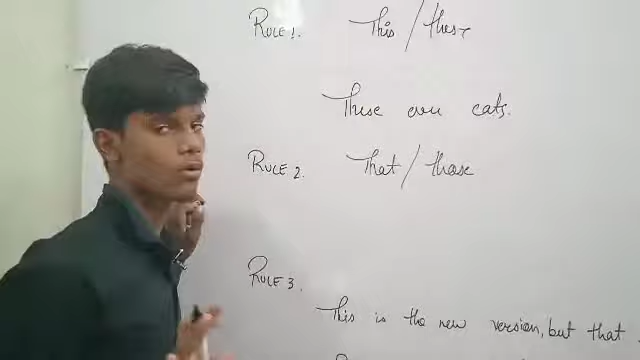 RULE 1. This / these
These are cats.
RULE 2. That / those
RULE 3.
This is the new version, but that